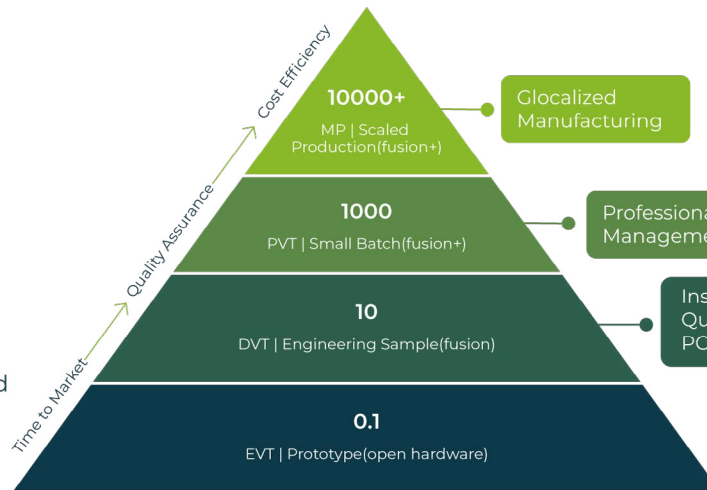 Cost Efficiency
Quality Assurance
Time to Market
10000+
MP | Scaled
Production(fusion+)
Glocalized
Manufacturing
1000
PVT | Small Batch(fusion+)
10
DVT | Engineering Sample(fusion)
0.1
EVT | Prototype(open hardware)